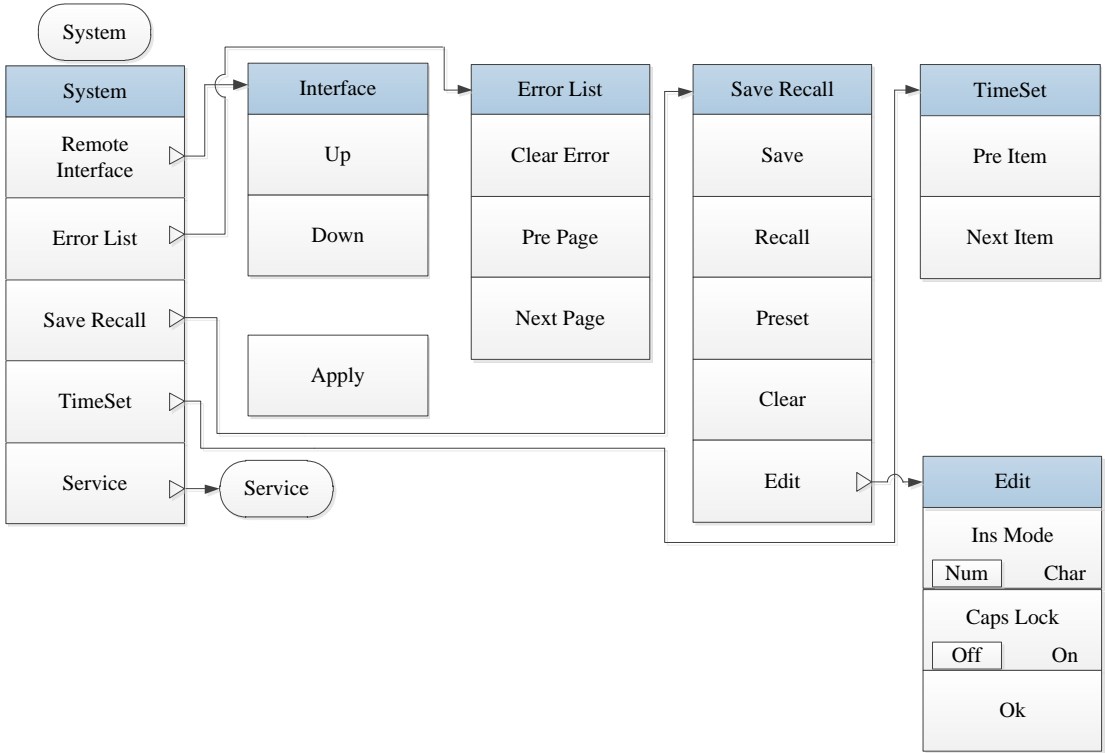 System
System
Remote
Interface
Error List
Save Recall
TimeSet
Service
Service
Interface
Up
Down
Apply
Error List
Clear Error
Pre Page
Next Page
Save Recall
Save
Recall
Preset
Clear
Edit
TimeSet
Pre Item
Next Item
Edit
Ins Mode
Num Char
Caps Lock
Off On
Ok